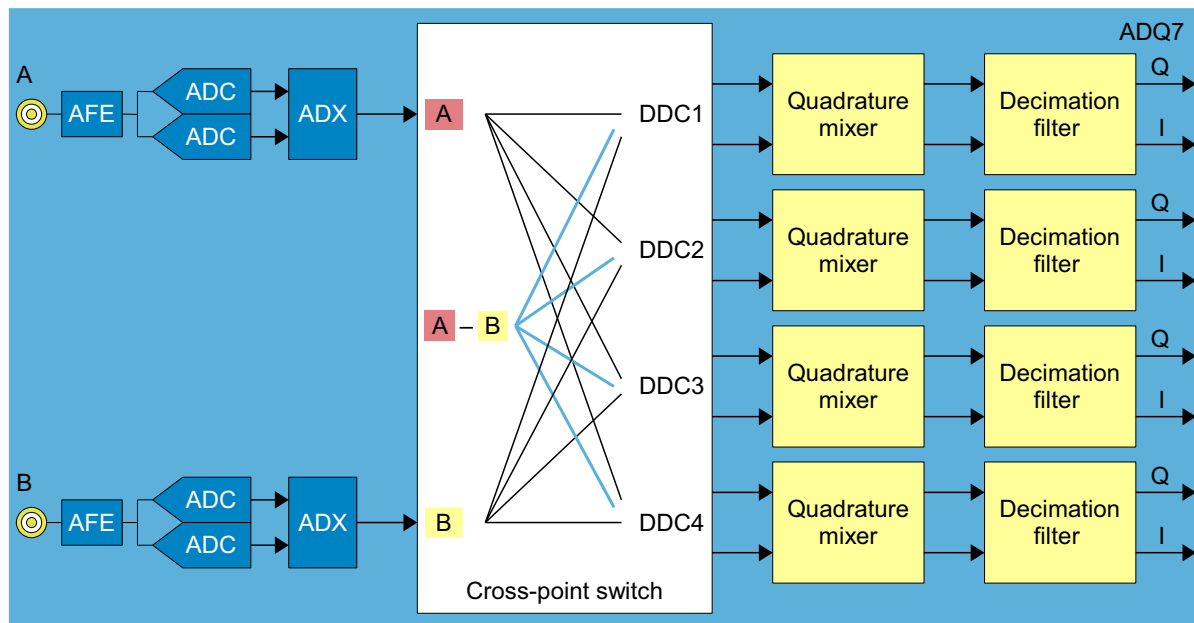 ADQ7
A
AFE
ADC
ADC
ADX
A
DDC1
Quadrature
mixer
Decimation
filter
Q
I
DDC2
Quadrature
mixer
Decimation
filter
Q
I
A – B
DDC3
Quadrature
mixer
Decimation
filter
Q
I
B
AFE
ADC
ADC
ADX
B
DDC4
Quadrature
mixer
Decimation
filter
Q
I
Cross-point switch